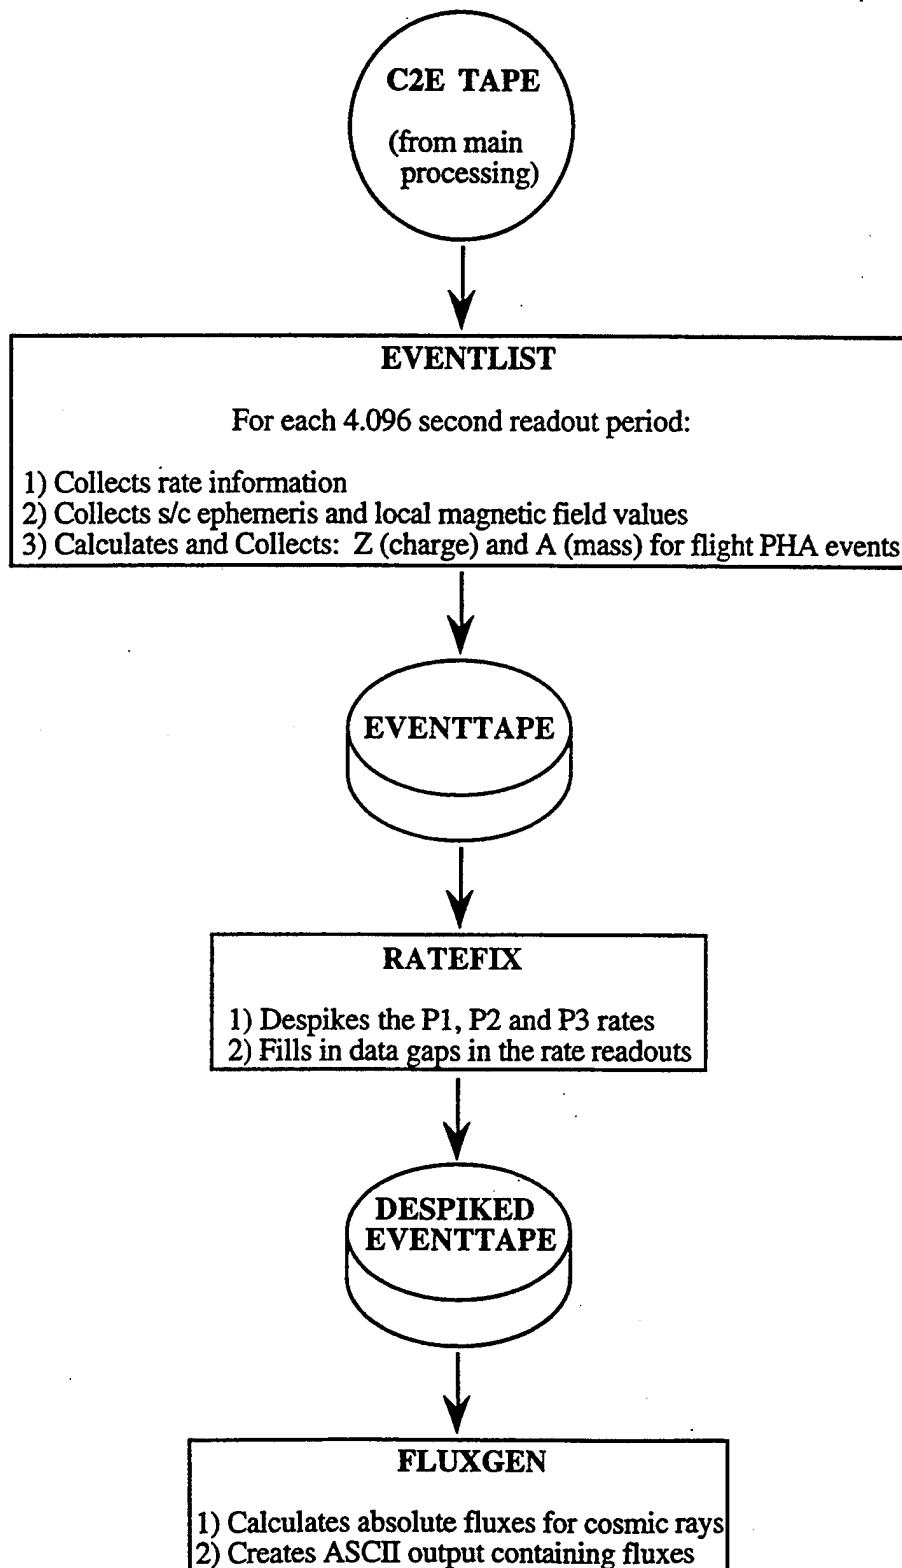 C2E TAPE
(from main
processing)
EVENTLIST
For each 4.096 second readout period:
1) Collects rate information
2) Collects s/c ephemeris and local magnetic field values
3) Calculates and Collects: Z (charge) and A (mass) for flight PHA events
EVENTTAPE
RATEFIX
1) Despikes the P1, P2 and P3 rates
2) Fills in data gaps in the rate readouts
DESPIKED
EVENTTAPE
FLUXGEN
1) Calculates absolute fluxes for cosmic rays
2) Creates ASCII output containing fluxes